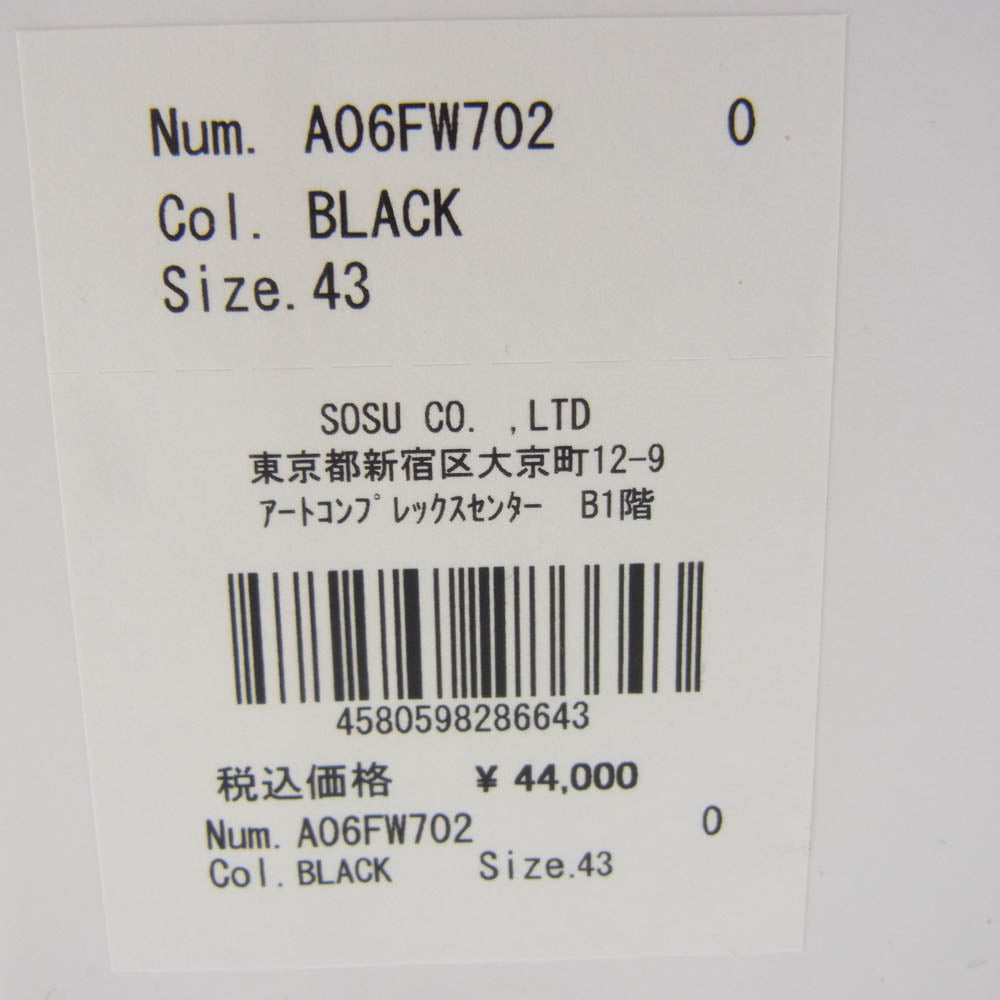 Num. A06FW702 0
Col. BLACK
Size.43
SOSU CO. ,LTD
東京都新宿区大京町12-9
ｱｰﾄｺﾝﾌﾟﾚｯｸｽｾﾝﾀｰ B1階
4580598286643
税込価格 ¥ 44,000
Num.A06FW702 0
Col.BLACK Size.43